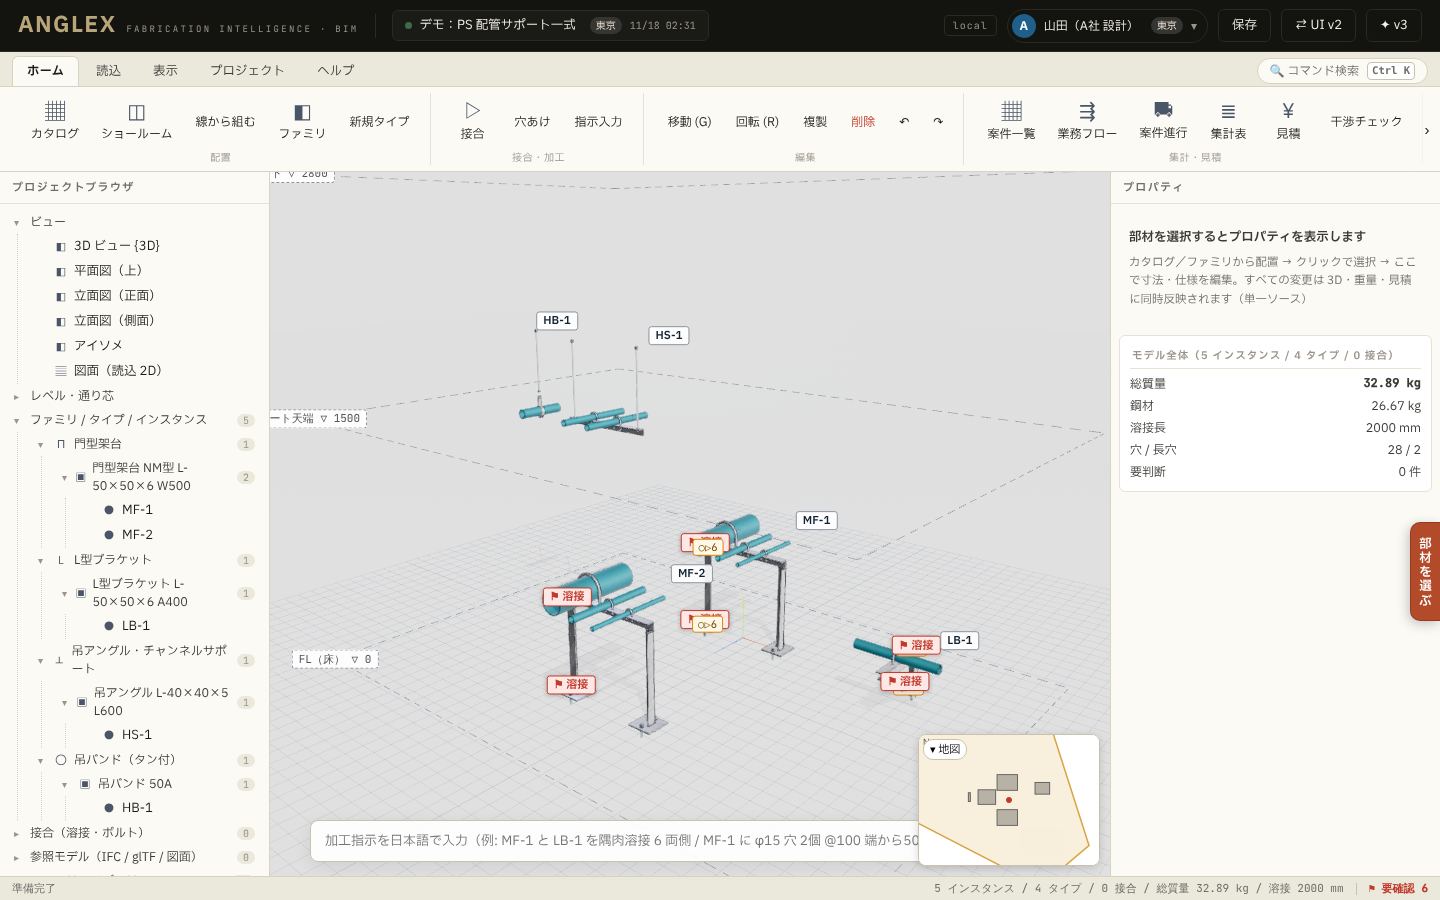 ANGLEX FABRICATION INTELLIGENCE · BIM
デモ：PS 配管サポート一式 東京 11/18 02:31
local
A 山田（A社 設計） 東京 ▾
保存
⇄ UI v2
✦ v3
ホーム 読込 表示 プロジェクト ヘルプ
コマンド検索 Ctrl K
カタログ ショールーム 線から組む ファミリ 新規タイプ
配置
接合 穴あけ 指示入力
接合・加工
移動 (G) 回転 (R) 複製 削除 ↶ ↷
編集
案件一覧 業務フロー 案件進行 集計表 ¥ 見積 干渉チェック ›
集計・見積
プロジェクトブラウザ
▾ ビュー
3D ビュー {3D}
平面図（上）
立面図（正面）
立面図（側面）
アイソメ
図面（読込 2D）
▸ レベル・通り芯
▾ ファミリ / タイプ / インスタンス 5
▾ 門型架台 1
▾ 門型架台 NM型 L-
50×50×6 W500 2
MF-1
MF-2
▾ L L型ブラケット 1
▾ L型ブラケット L-
50×50×6 A400 1
LB-1
▾ 吊アングル・チャンネルサポ
ート 1
▾ 吊アングル L-40×40×5
L600 1
HS-1
▾ 吊バンド（タン付） 1
▾ 吊バンド 50A 1
HB-1
▸ 接合（溶接・ボルト） 0
▸ 参照モデル（IFC / glTF / 図面） 0
ト ▽ 2800
HB-1
HS-1
ート天端 ▽ 1500
MF-1
○▷6
MF-2
⚑ 溶接
○▷6
LB-1
⚑ 溶接
FL（床） ▽ 0
⚑ 溶接
⚑ 溶接
▾ 地図
加工指示を日本語で入力（例: MF-1 と LB-1 を隅肉溶接 6 両側 / MF-1 に φ15 穴 2個 @100 端から50
プロパティ
部材を選択するとプロパティを表示します
カタログ／ファミリから配置 → クリックで選択 → ここ
で寸法・仕様を編集。すべての変更は 3D・重量・見積
に同時反映されます（単一ソース）
モデル全体（5 インスタンス / 4 タイプ / 0 接合）
総質量 32.89 kg
鋼材 26.67 kg
溶接長 2000 mm
穴 / 長穴 28 / 2
要判断 0 件
部材を選ぶ
準備完了
5 インスタンス / 4 タイプ / 0 接合 / 総質量 32.89 kg / 溶接 2000 mm
⚑ 要確認 6